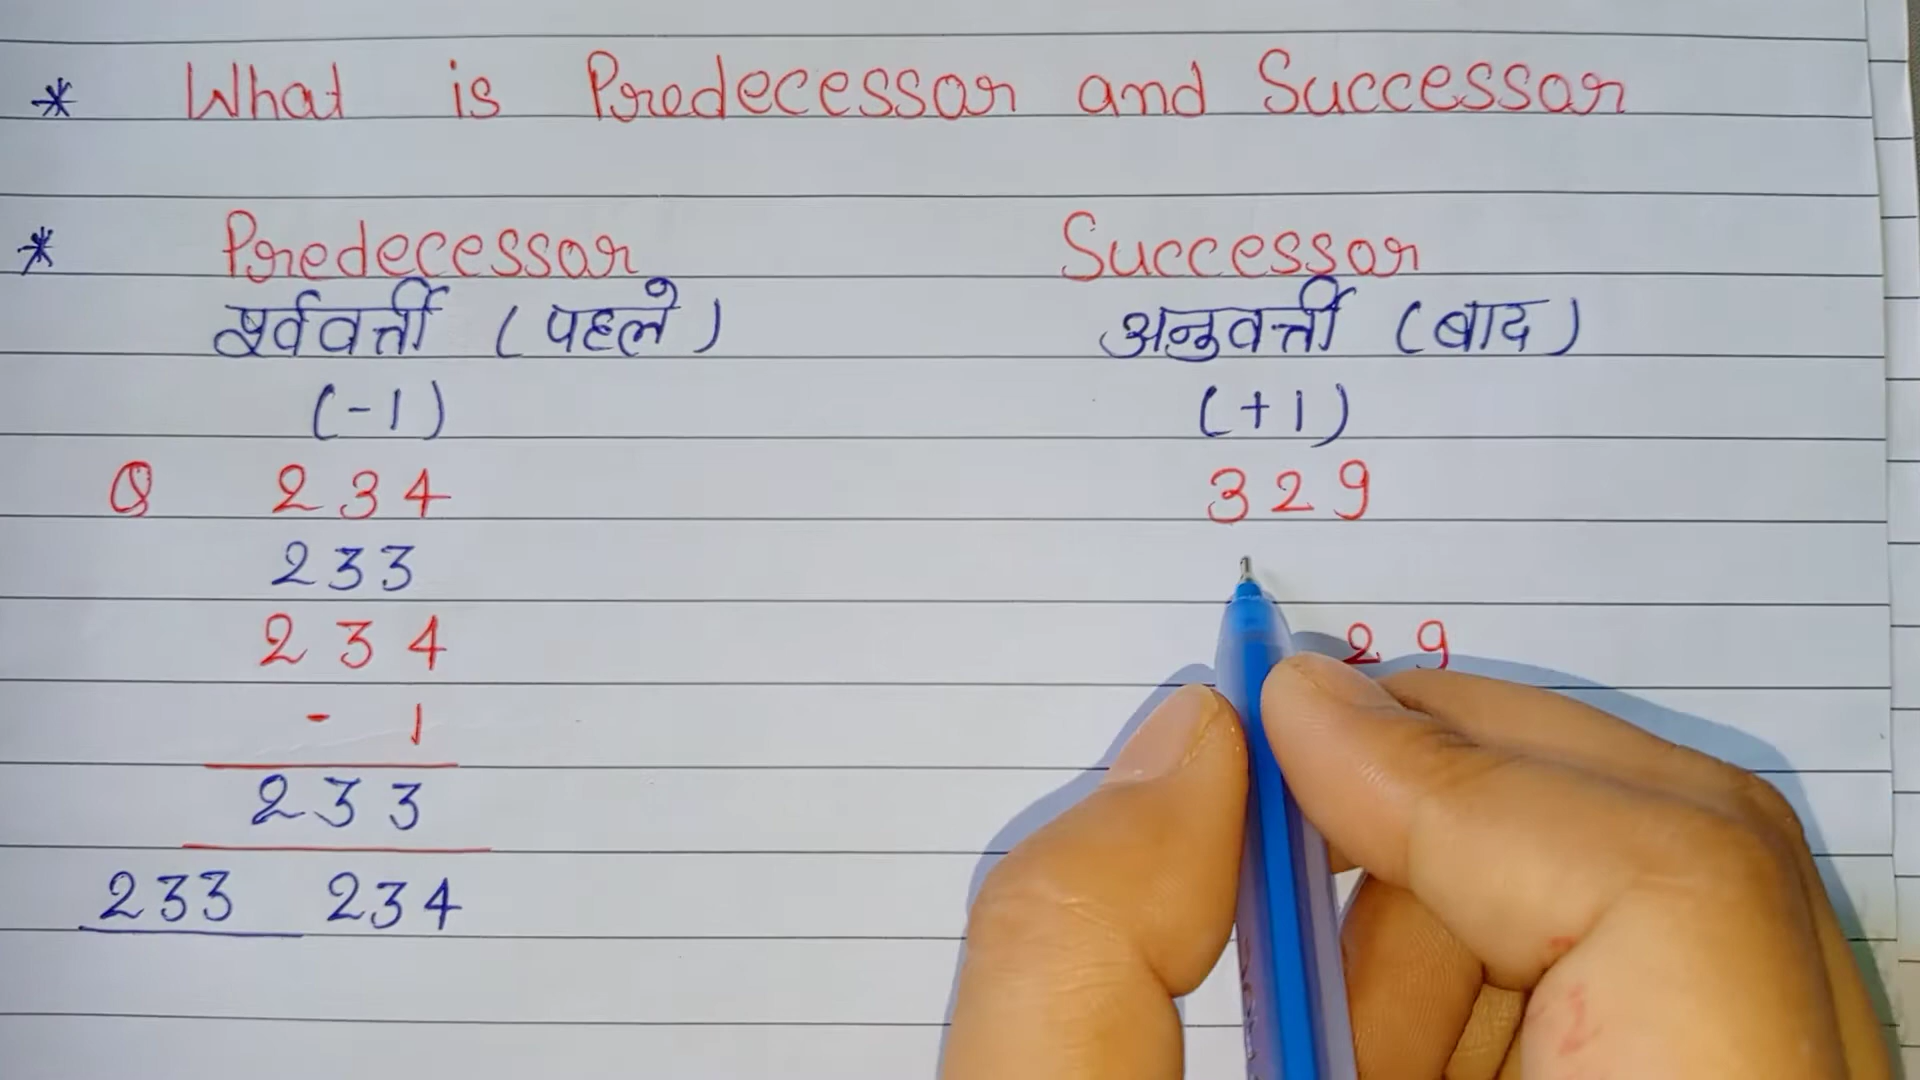 * What is Predecessor and Successor
* Predecessor Successor
पूर्ववर्त्ती (पहले) अनुवर्त्ती (बाद)
(-1) (+1)
Q 234 329
233
234 29
- 1
233
233 234